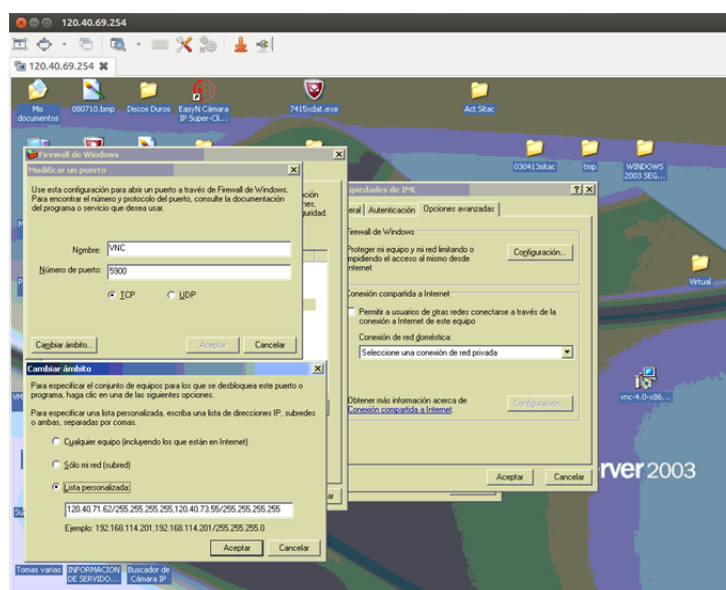 120.40.69.254
120.40.69.254
Mis documentos
080710.bmp
Discos Duros
EasyN Cámara IP Super-Cli...
7415xdat.exe
Act Sitac
030413sitac
tmp
WINDOWS 2003 SEG...
Virtual
vnc-4.0-x86...
Firewall de Windows
Modificar un puerto
Use esta configuración para abrir un puerto a través de Firewall de Windows.
Para encontrar el número y protocolo del puerto, consulte la documentación
del programa o servicio que desea usar.
Nombre:
VNC
Número de puerto:
5900
TCP
UDP
Cambiar ámbito...
Aceptar
Cancelar
Cambiar ámbito
Para especificar el conjunto de equipos para los que se desbloquea este puerto o
programa, haga clic en una de las siguientes opciones.
Para especificar una lista personalizada, escriba una lista de direcciones IP, subredes
o ambas, separadas por comas.
Cualquier equipo (incluyendo los que están en Internet)
Sólo mi red (subred)
Lista personalizada:
120.40.71.62/255.255.255.255,120.40.73.55/255.255.255.255
Ejemplo: 192.168.114.201,192.168.114.201/255.255.255.0
Aceptar
Cancelar
opiedades de IML
eral
Autenticación
Opciones avanzadas
Firewall de Windows
Proteger mi equipo y mi red limitando o
impidiendo el acceso al mismo desde
Internet
Configuración...
Conexión compartida a Internet
Permitir a usuarios de otras redes conectarse a través de la
conexión a Internet de este equipo
Conexión de red doméstica:
Seleccione una conexión de red privada
Obtener más información acerca de
Conexión compartida a Internet.
Configuración...
Aceptar
Cancelar
rver 2003
Tomas varias
INFORMACION DE SERVIDO...
Buscador de Cámara IP